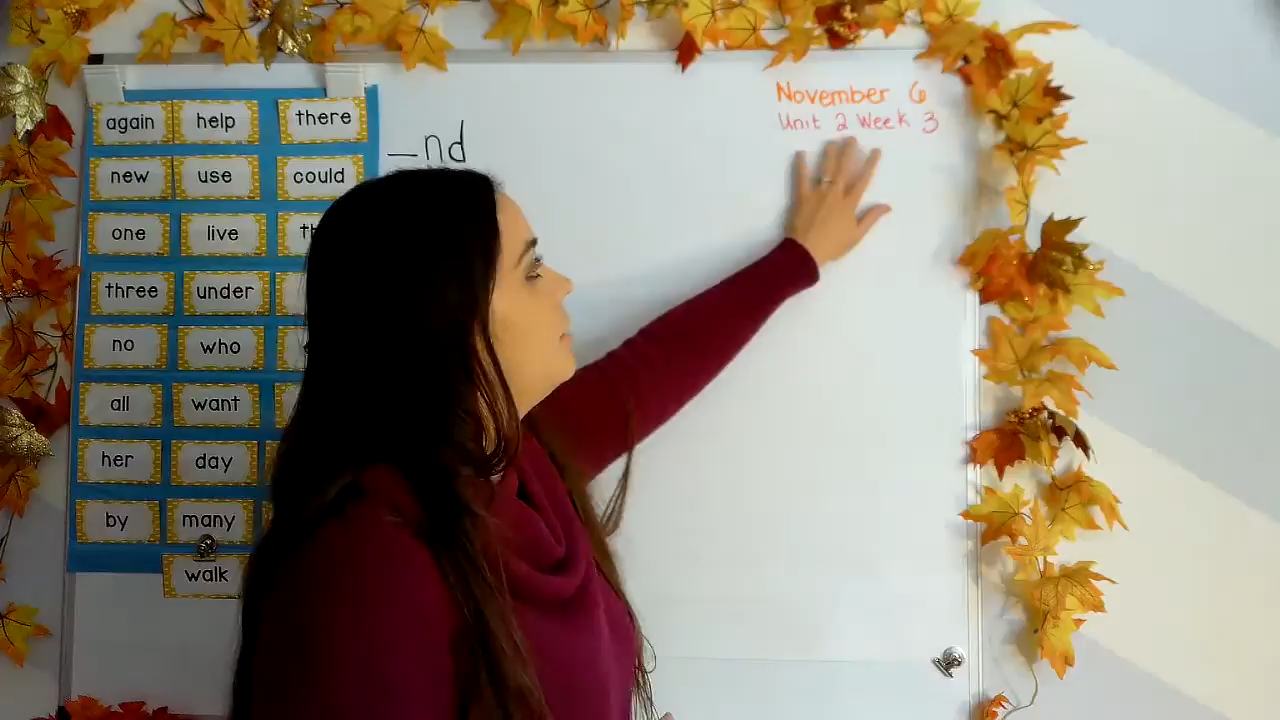 November 6
Unit 2 Week 3
_nd
again help there
new use could
one live
three under
no who
all want
her day
by many
walk